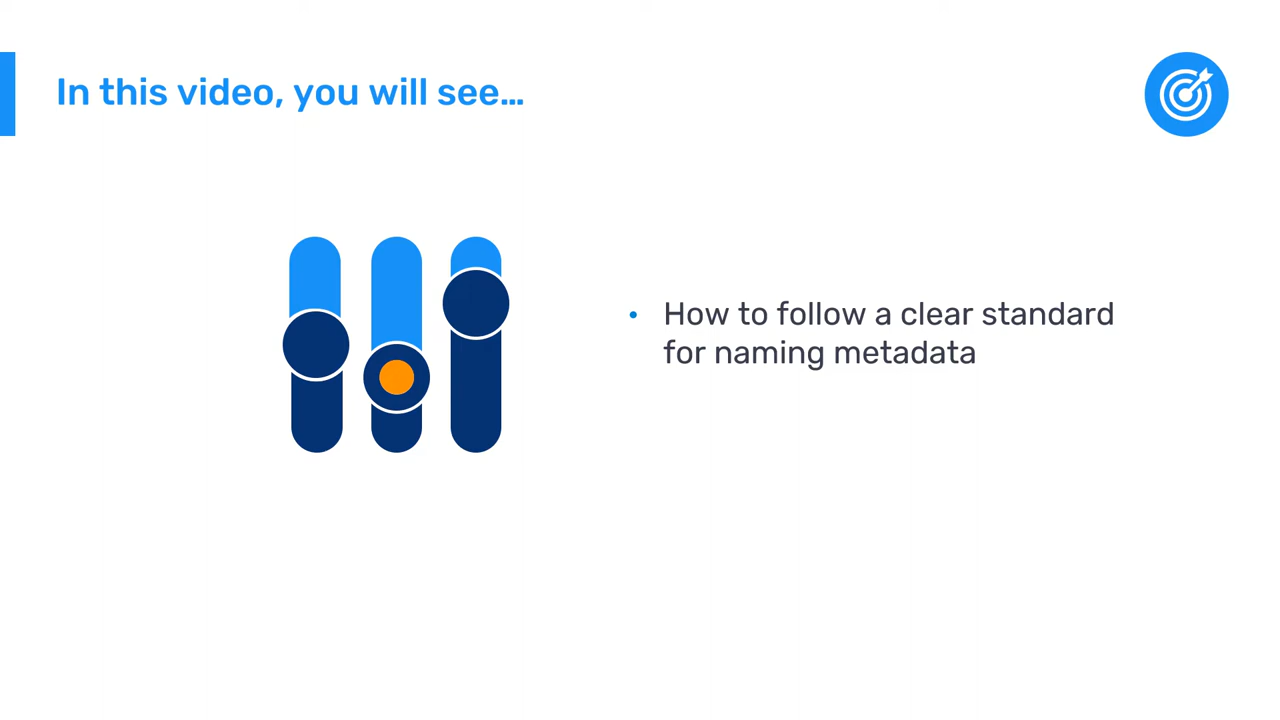 In this video, you will see…
• How to follow a clear standard
for naming metadata